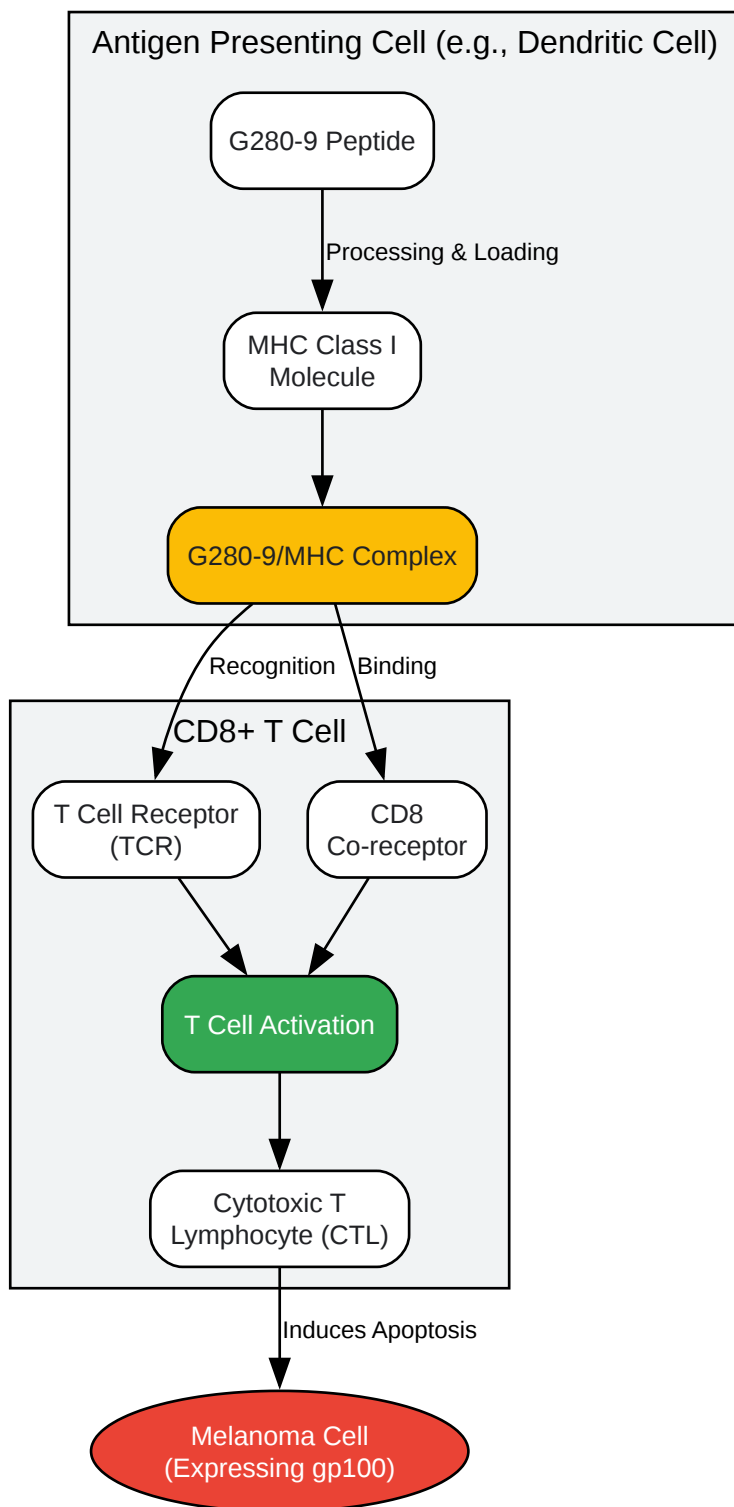 Antigen Presenting Cell (e.g., Dendritic Cell)
G280-9 Peptide
Processing & Loading
MHC Class I
Molecule
G280-9/MHC Complex
Recognition
Binding
CD8+ T Cell
T Cell Receptor
(TCR)
CD8
Co-receptor
T Cell Activation
Cytotoxic T
Lymphocyte (CTL)
Induces Apoptosis
Melanoma Cell
(Expressing gp100)